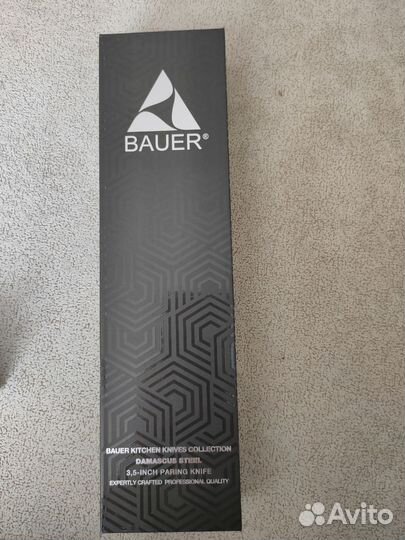 BAUER®
BAUER KITCHEN KNIVES COLLECTION
DAMASCUS STEEL
3,5-INCH PARING KNIFE
EXPERTLY CRAFTED PROFESSIONAL QUALITY
Avito